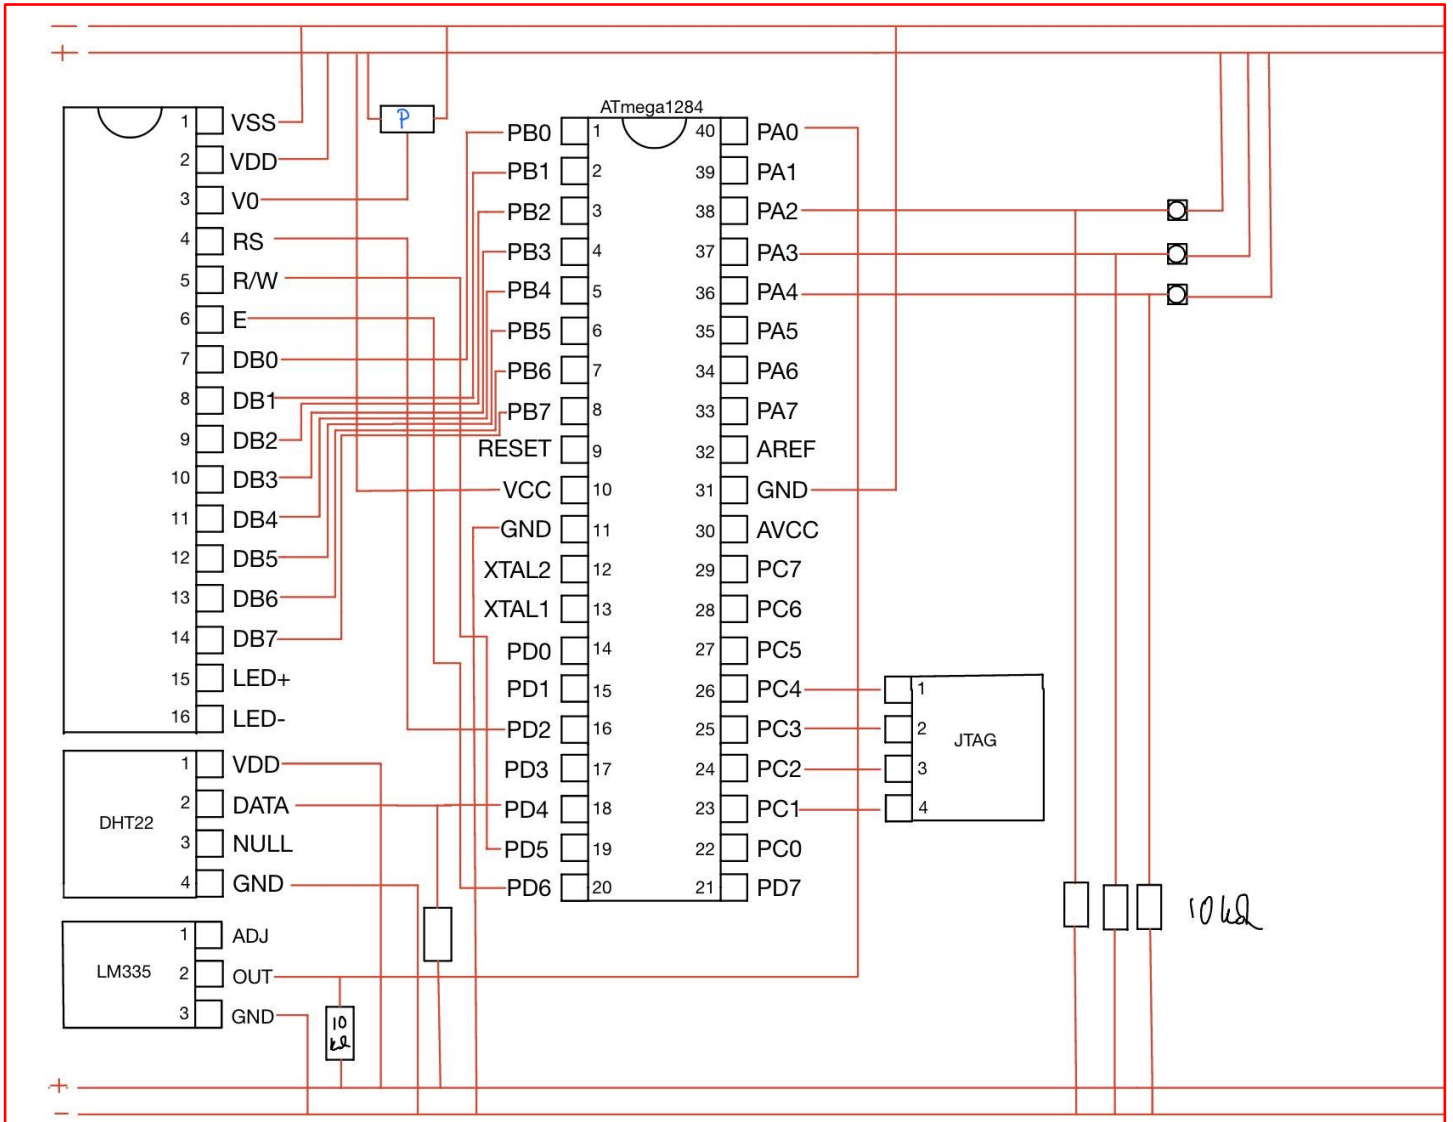 −
+
ATmega1284
P
1 VSS
2 VDD
3 V0
4 RS
5 R/W
6 E
7 DB0
8 DB1
9 DB2
10 DB3
11 DB4
12 DB5
13 DB6
14 DB7
15 LED+
16 LED-
DHT22
1 VDD
2 DATA
3 NULL
4 GND
LM335
1 ADJ
2 OUT
3 GND
10
kΩ
PB0 1 40 PA0
PB1 2 39 PA1
PB2 3 38 PA2
PB3 4 37 PA3
PB4 5 36 PA4
PB5 6 35 PA5
PB6 7 34 PA6
PB7 8 33 PA7
RESET 9 32 AREF
VCC 10 31 GND
GND 11 30 AVCC
XTAL2 12 29 PC7
XTAL1 13 28 PC6
PD0 14 27 PC5
PD1 15 26 PC4
PD2 16 25 PC3
PD3 17 24 PC2
PD4 18 23 PC1
PD5 19 22 PC0
PD6 20 21 PD7
JTAG
1
2
3
4
10 kΩ
+
−